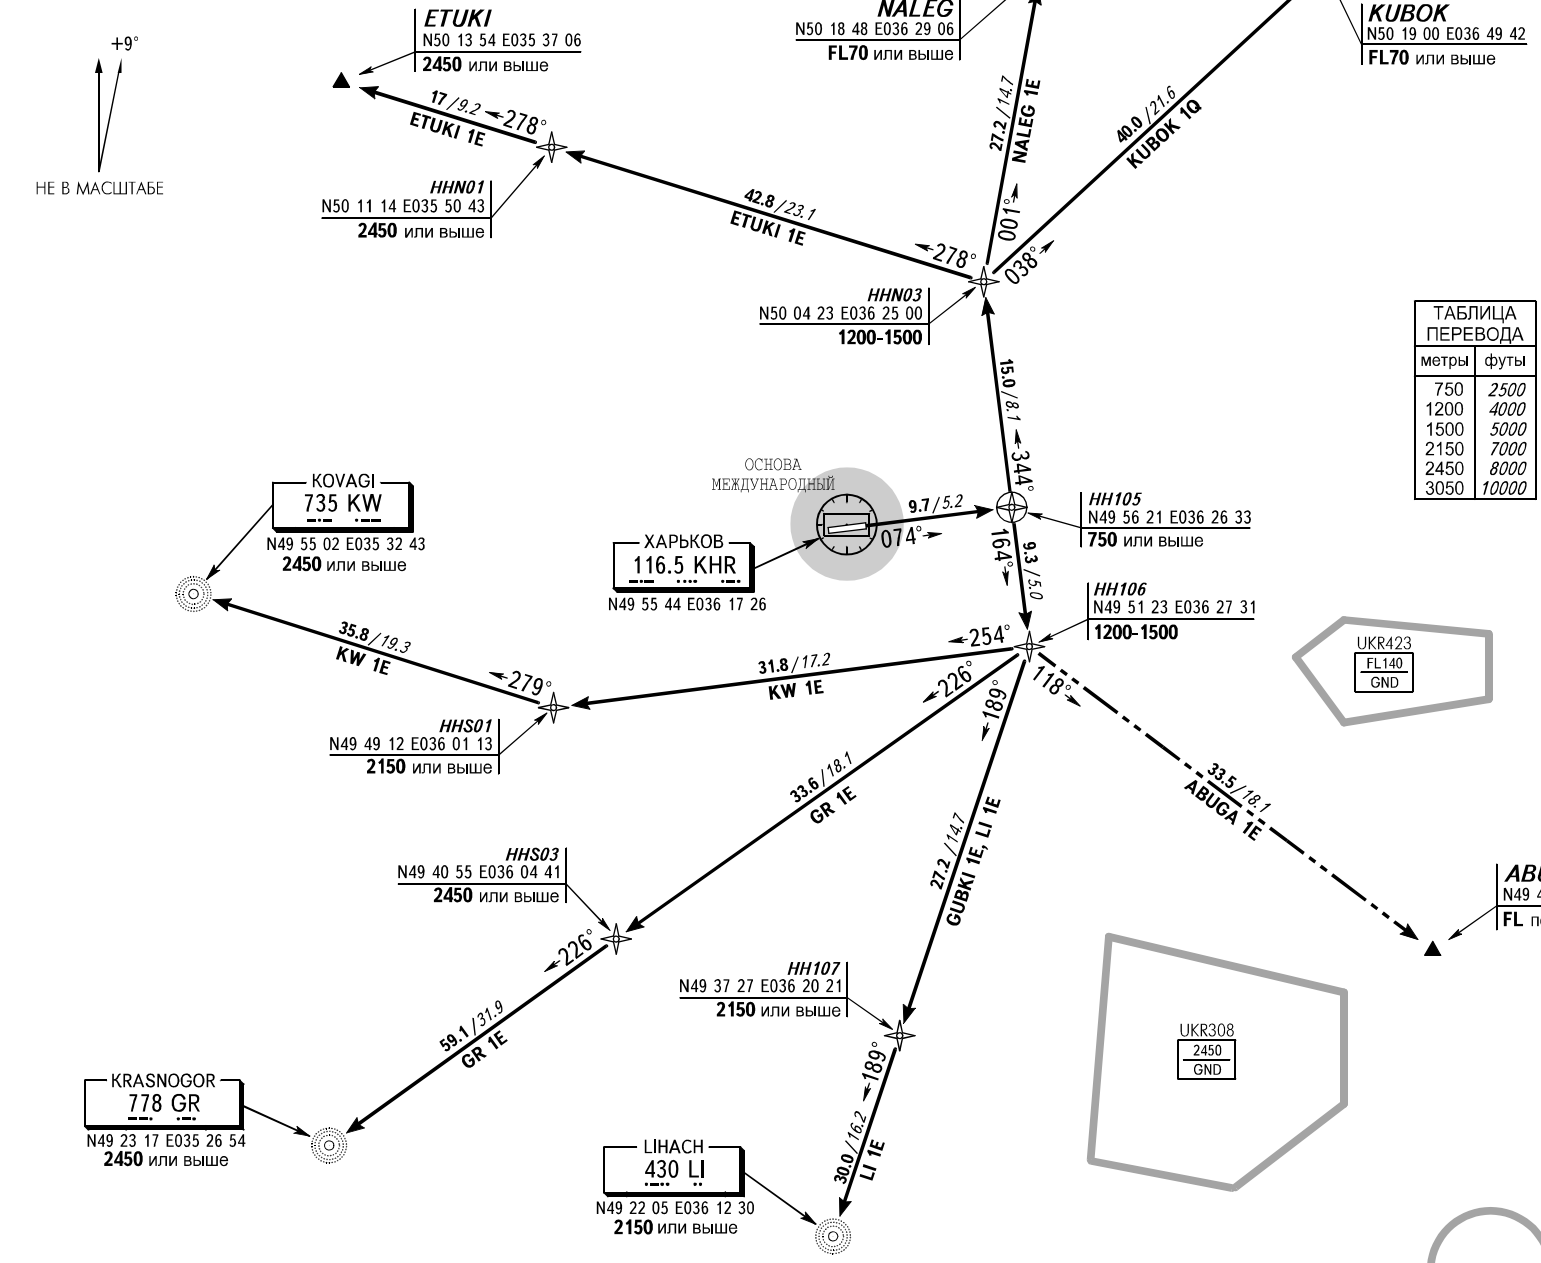 +9°
НЕ В МАСШТАБЕ
ETUKI
N50 13 54 E035 37 06
2450 или выше
NALEG
N50 18 48 E036 29 06
FL70 или выше
KUBOK
N50 19 00 E036 49 42
FL70 или выше
17/9.2
278°
ETUKI 1E
HHN01
N50 11 14 E035 50 43
2450 или выше
42.8/23.1
ETUKI 1E
278°
27.2/14.7
NALEG 1E
001°
40.0/21.6
KUBOK 1Q
038°
HHN03
N50 04 23 E036 25 00
1200-1500
ТАБЛИЦА
ПЕРЕВОДА
метры футы
750 2500
1200 4000
1500 5000
2150 7000
2450 8000
3050 10000
15.0/8.1
344°
ОСНОВА
МЕЖДУНАРОДНЫЙ
9.7/5.2
074°
ХАРЬКОВ
116.5 KHR
N49 55 44 E036 17 26
HH105
N49 56 21 E036 26 33
750 или выше
164°
9.3/5.0
HH106
N49 51 23 E036 27 31
1200-1500
KOVAGI
735 KW
N49 55 02 E035 32 43
2450 или выше
35.8/19.3
KW 1E
279°
254°
31.8/17.2
KW 1E
HHS01
N49 49 12 E036 01 13
2150 или выше
226°
189°
118°
UKR423
FL140
GND
33.6/18.1
GR 1E
27.2/14.7
GUBKI 1E, LI 1E
33.5/18.1
ABUGA 1E
HHS03
N49 40 55 E036 04 41
2450 или выше
226°
59.1/31.9
GR 1E
HH107
N49 37 27 E036 20 21
2150 или выше
189°
30.0/16.2
LI 1E
KRASNOGOR
778 GR
N49 23 17 E035 26 54
2450 или выше
LIHACH
430 LI
N49 22 05 E036 12 30
2150 или выше
UKR308
2450
GND
N49
FL